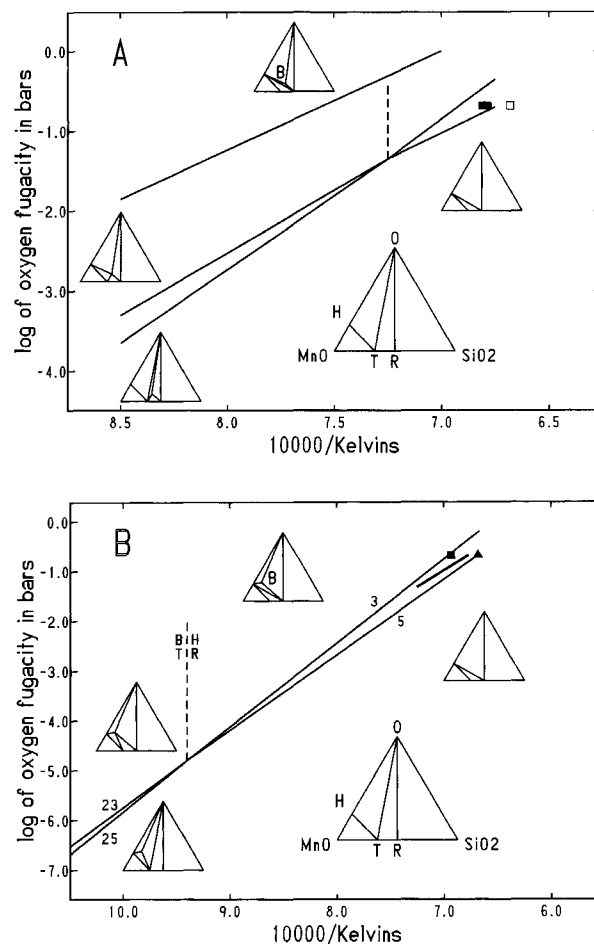 A
log of oxygen fugacity in bars
0.0
-1.0
-2.0
-3.0
-4.0
B
O
H
MnO
T R
SiO2
8.5 8.0 7.5 7.0 6.5
10000/Kelvins
B
log of oxygen fugacity in bars
0.0
-1.0
-2.0
-3.0
-4.0
-5.0
-6.0
-7.0
B
3
5
B H
T R
23
25
O
H
MnO
T R
SiO2
10.0 9.0 8.0 7.0 6.0
10000/Kelvins